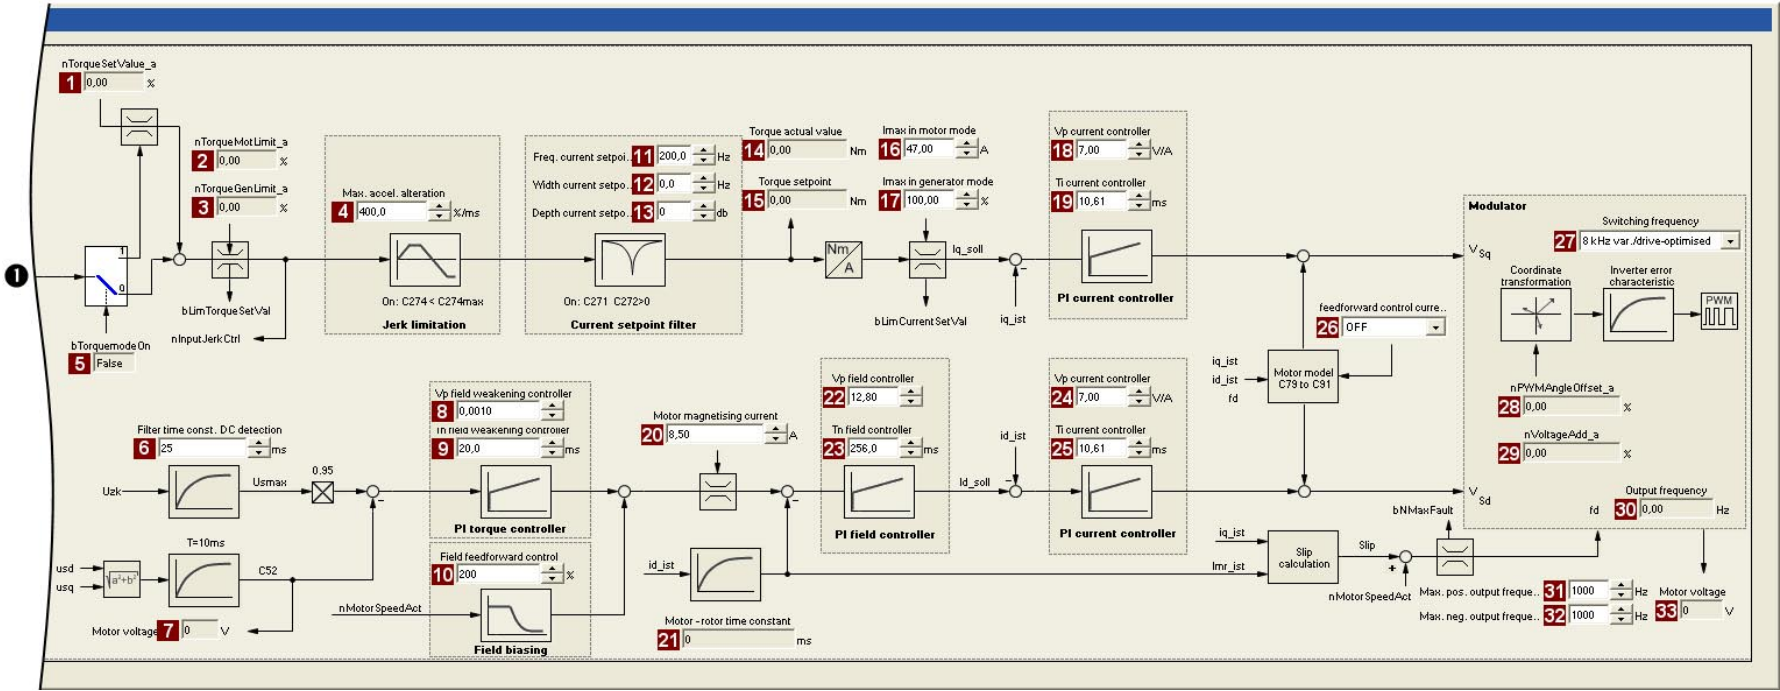 nTorqueSetValue_a
1 0,00 %
nTorqueMotLimit_a
2 0,00 %
nTorqueGenLimit_a
3 0,00 %
1
0
❶
bLimTorqueSetVal
nInputJerkCtrl
bTorquemodeOn
5 False
Max. accel. alteration
4 400,0 %/ms
On: C274 < C274max
Jerk limitation
Freq. current setpoi.. 11 200,0 Hz
Width current setpo.. 12 0,0 Hz
Depth current setpo.. 13 0 db
On: C271 C272>0
Current setpoint filter
Torque actual value
14 0,00 Nm
Torque setpoint
15 0,00 Nm
Nm
A
Imax in motor mode
16 47,00 A
Imax in generator mode
17 100,00 %
Iq_soll
bLimCurrentSetVal
-
iq_ist
Vp current controller
18 7,00 V/A
Ti current controller
19 10,61 ms
PI current controller
feedforward control curre..
26 OFF
iq_ist
id_ist
fd
Motor model
C79 to C91
Modulator
Switching frequency
27 8 kHz var./drive-optimised
V Sq
Coordinate
transformation
Inverter error
characteristic
PWM
nPWMAngleOffset_a
28 0,00 %
nVoltageAdd_a
29 0,00 %
V Sd
Output frequency
fd 30 0,00 Hz
Filter time const. DC detection
6 25 ms
Uzk
Usmax
0.95
-
T=10ms
usd
usq
√a²+b²
C52
Motor voltage 7 0 V
Vp field weakening controller
8 0,0010
Tn field weakening controller
9 20,0 ms
PI torque controller
Field feedforward control
10 200 %
nMotorSpeedAct
Field biasing
Motor magnetising current
20 8,50 A
-
id_ist
Motor - rotor time constant
21 0 ms
Vp field controller
22 12,80
Tn field controller
23 256,0 ms
PI field controller
id_ist
Id_soll
-
Vp current controller
24 7,00 V/A
Ti current controller
25 10,61 ms
PI current controller
iq_ist
Imr_ist
Slip
calculation
Slip
+
nMotorSpeedAct
bNMaxFault
Max. pos. output freque.. 31 1000 Hz
Max. neg. output freque.. 32 1000 Hz
Motor voltage
33 0 V